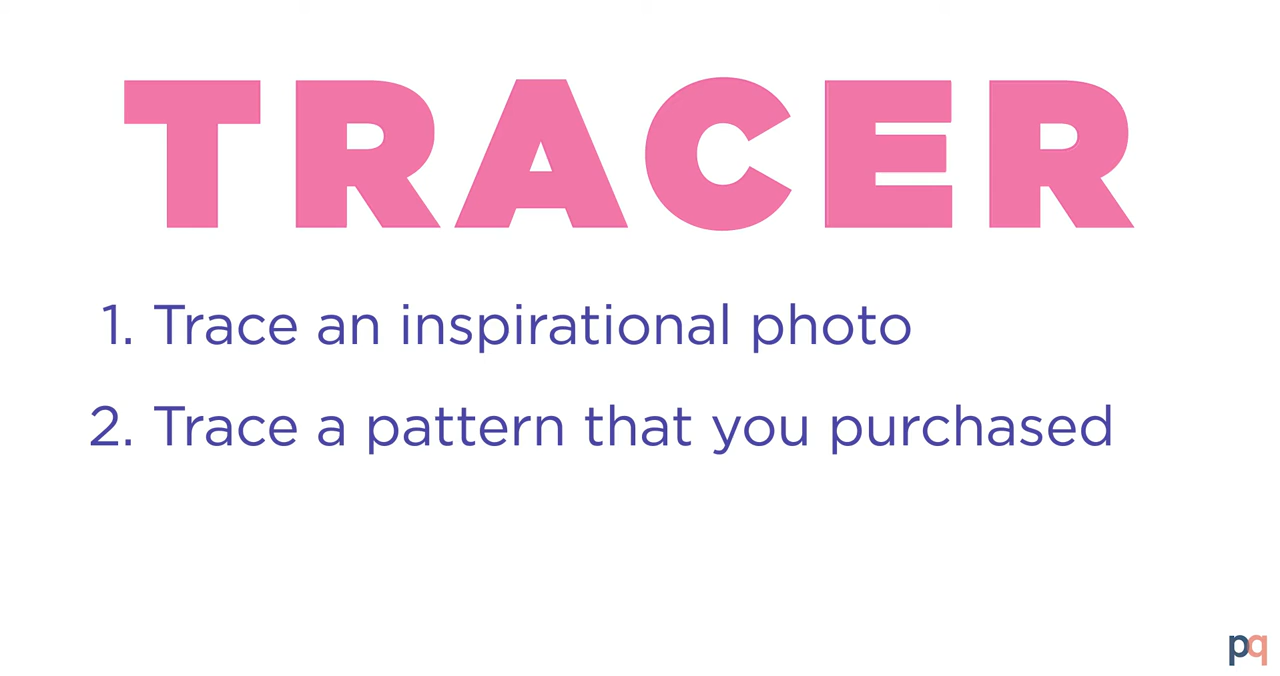 TRACER
1. Trace an inspirational photo
2. Trace a pattern that you purchased
pq